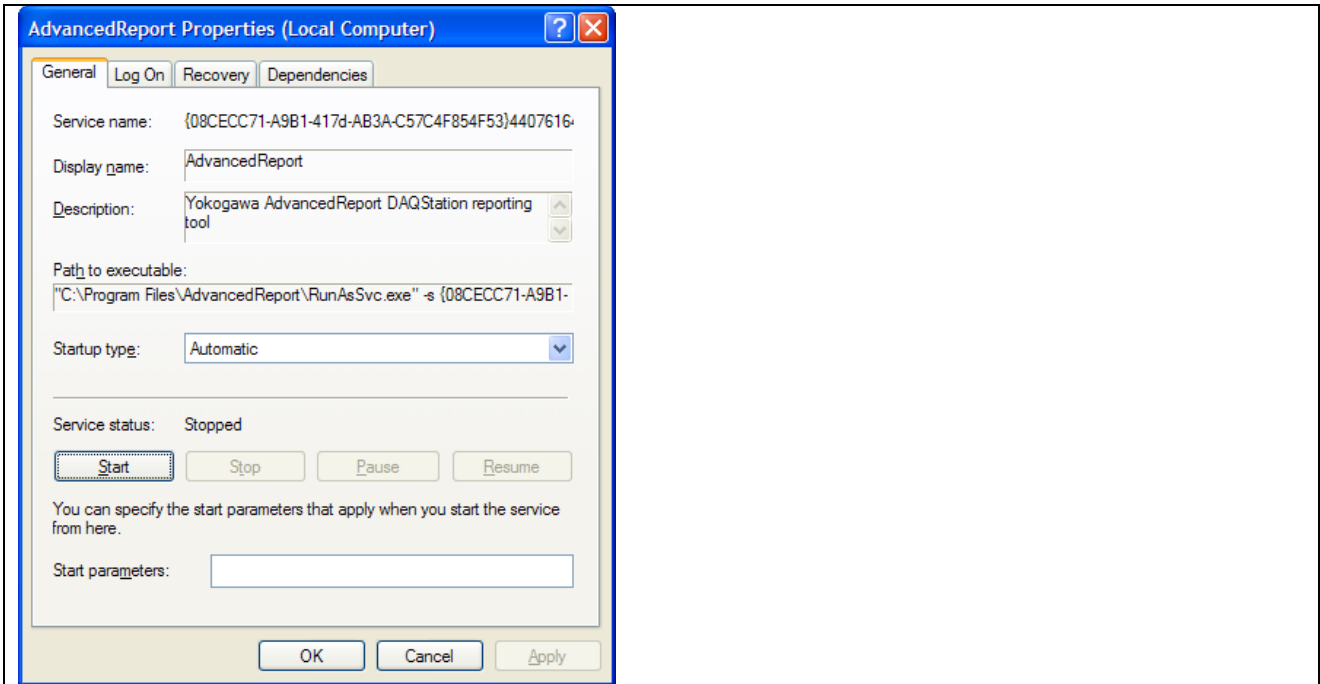 AdvancedReport Properties (Local Computer)
General Log On Recovery Dependencies
Service name: {08CECC71-A9B1-417d-AB3A-C57C4F854F53}4407616
Display name: AdvancedReport
Description: Yokogawa AdvancedReport DAQStation reporting
tool
Path to executable:
"C:\Program Files\AdvancedReport\RunAsSvc.exe" -s {08CECC71-A9B1-
Startup type: Automatic
Service status: Stopped
Start Stop Pause Resume
You can specify the start parameters that apply when you start the service
from here.
Start parameters:
OK Cancel Apply